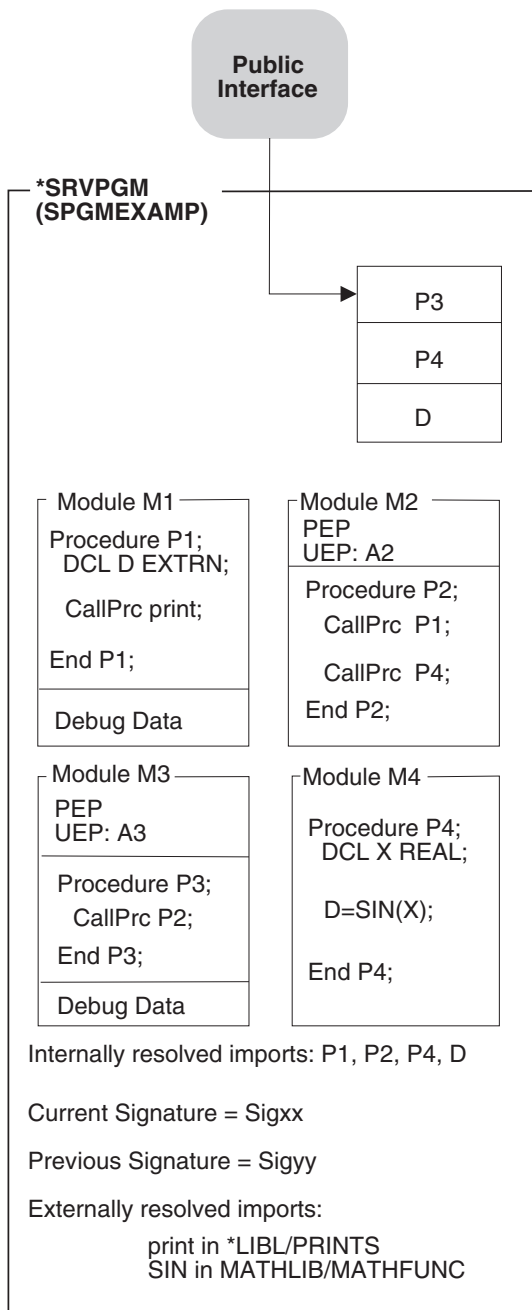 Public
Interface
*SRVPGM
(SPGMEXAMP)
P3
P4
D
Module M1
Procedure P1;
DCL D EXTRN;
CallPrc print;
End P1;
Debug Data
Module M2
PEP
UEP: A2
Procedure P2;
CallPrc P1;
CallPrc P4;
End P2;
Module M3
PEP
UEP: A3
Procedure P3;
CallPrc P2;
End P3;
Debug Data
Module M4
Procedure P4;
DCL X REAL;
D=SIN(X);
End P4;
Internally resolved imports: P1, P2, P4, D
Current Signature = Sigxx
Previous Signature = Sigyy
Externally resolved imports:
print in *LIBL/PRINTS
SIN in MATHLIB/MATHFUNC